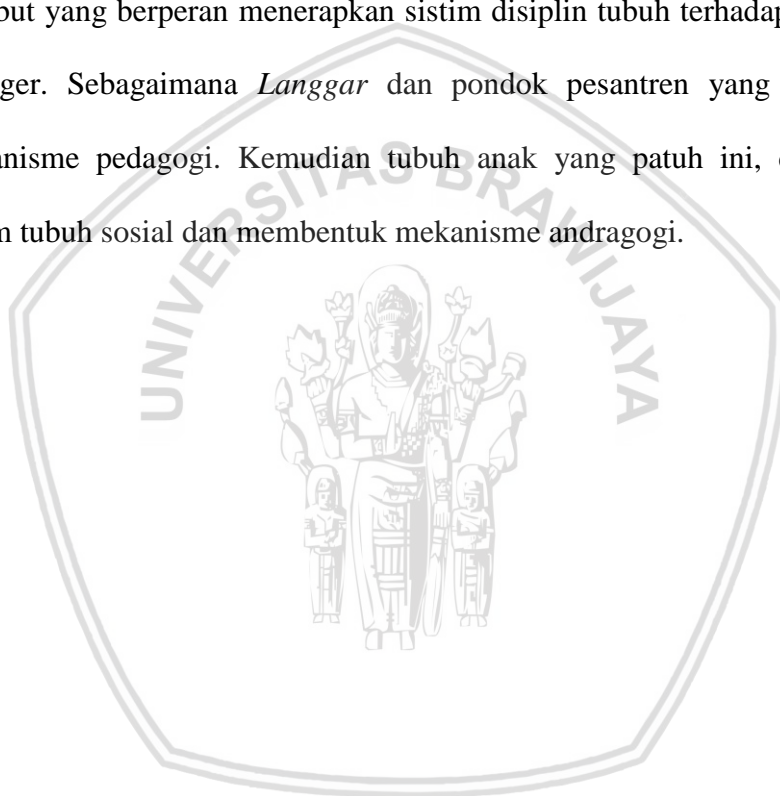 but yang berperan menerapkan sistim disiplin tubuh terhadap
ger. Sebagaimana Langgar dan pondok pesantren yang
anisme pedagogi. Kemudian tubuh anak yang patuh ini,
m tubuh sosial dan membentuk mekanisme andragogi.
UNIVERSITAS BRAWIJAYA